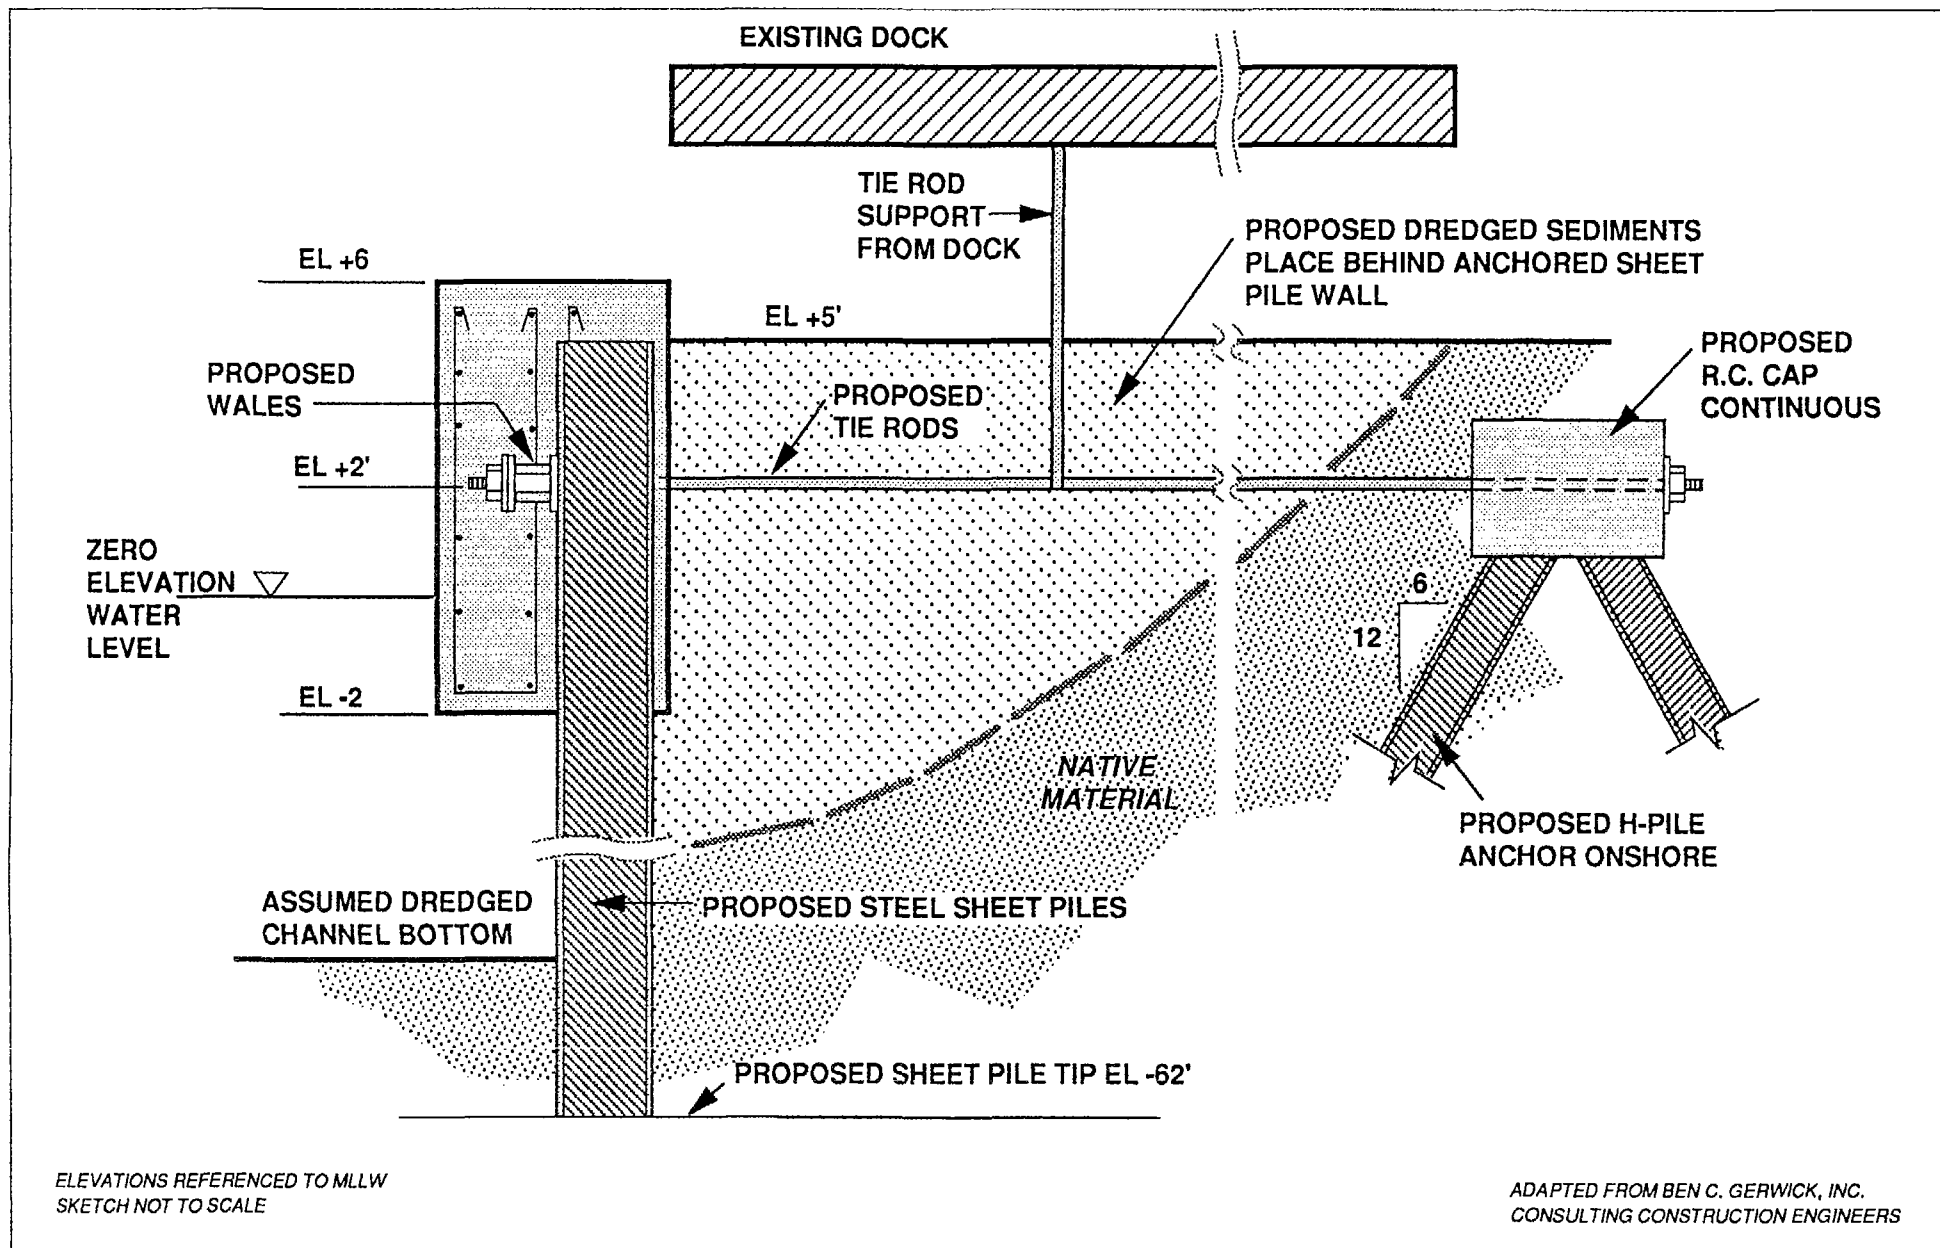 EXISTING DOCK
TIE ROD
SUPPORT
FROM DOCK
PROPOSED DREDGED SEDIMENTS
PLACE BEHIND ANCHORED SHEET
PILE WALL
EL +6
EL +5'
PROPOSED
R.C. CAP
CONTINUOUS
PROPOSED
WALES
PROPOSED
TIE RODS
EL +2'
ZERO
ELEVATION
WATER
LEVEL
6
12
EL -2
NATIVE
MATERIAL
PROPOSED H-PILE
ANCHOR ONSHORE
ASSUMED DREDGED
CHANNEL BOTTOM
PROPOSED STEEL SHEET PILES
PROPOSED SHEET PILE TIP EL -62'
ELEVATIONS REFERENCED TO MLLW
SKETCH NOT TO SCALE
ADAPTED FROM BEN C. GERWICK, INC.
CONSULTING CONSTRUCTION ENGINEERS